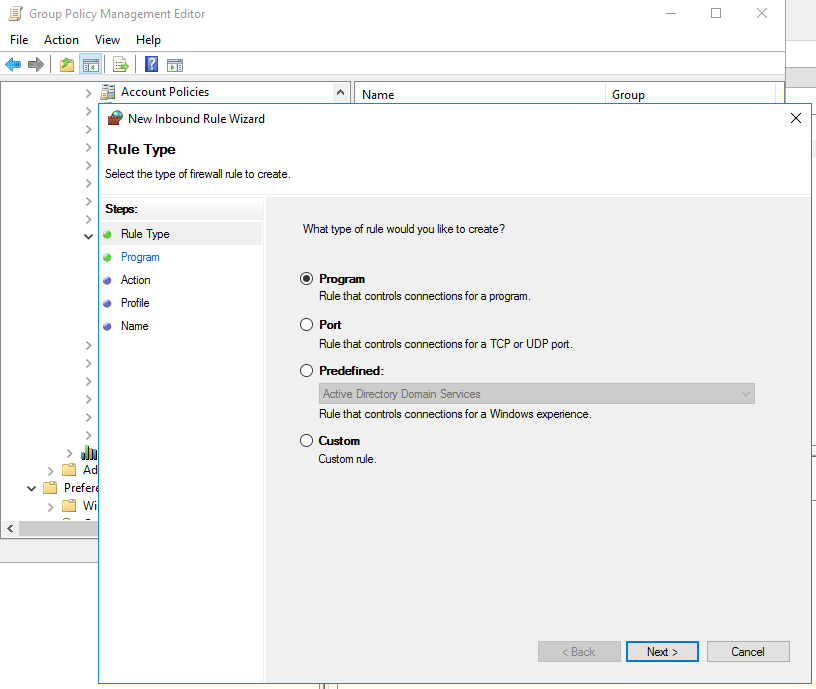 Group Policy Management Editor
File Action View Help
Account Policies
Name Group
New Inbound Rule Wizard
Rule Type
Select the type of firewall rule to create.
Steps:
Rule Type
Program
Action
Profile
Name
What type of rule would you like to create?
Program
Rule that controls connections for a program.
Port
Rule that controls connections for a TCP or UDP port.
Predefined:
Active Directory Domain Services
Rule that controls connections for a Windows experience.
Custom
Custom rule.
Ad
Prefere
Wi
< Back Next > Cancel